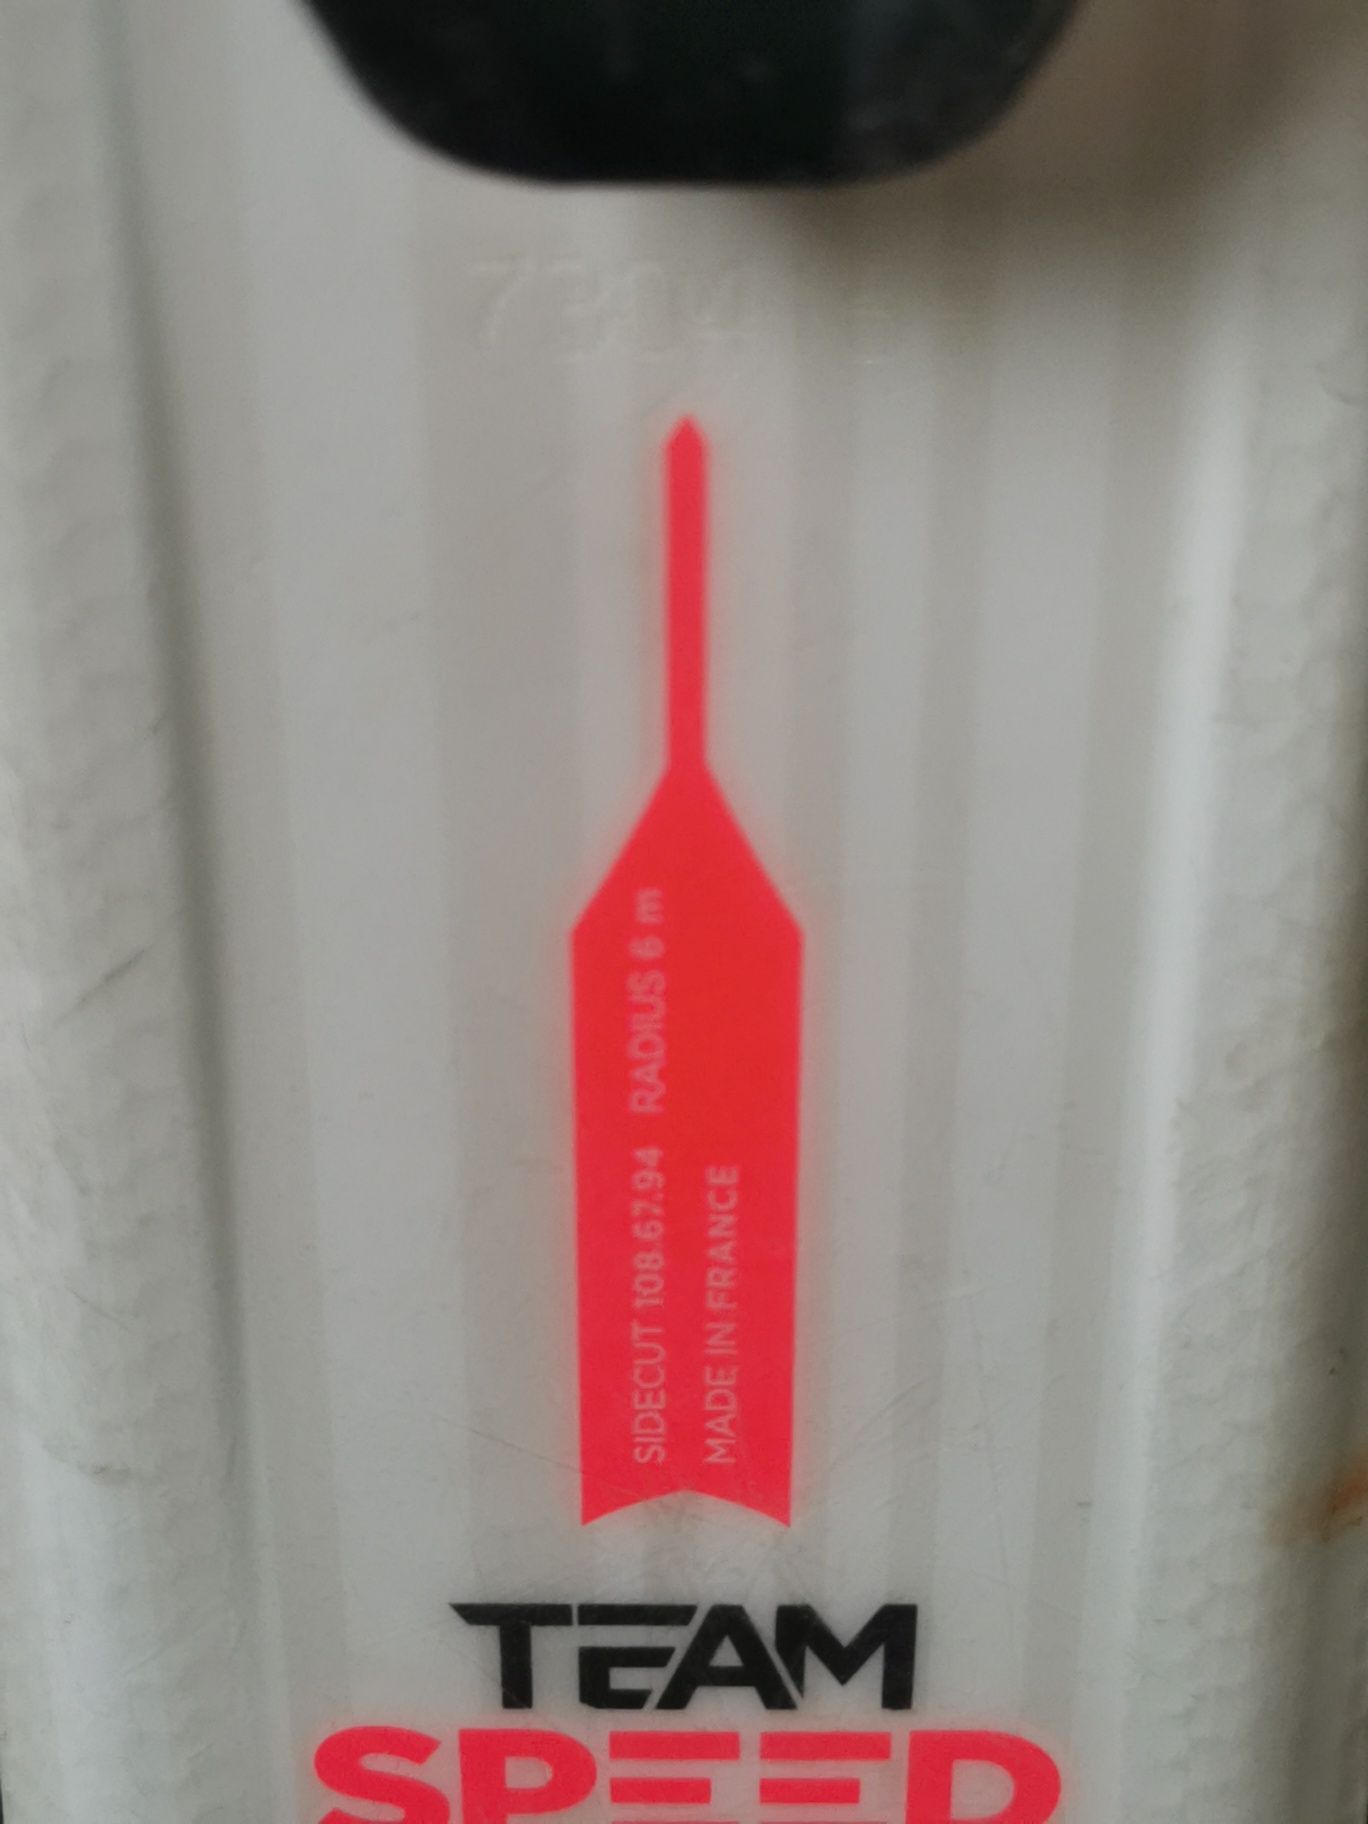 SIDECUT 108.67.94 RADIUS 6 m
MADE IN FRANCE
TEAM
SPEED